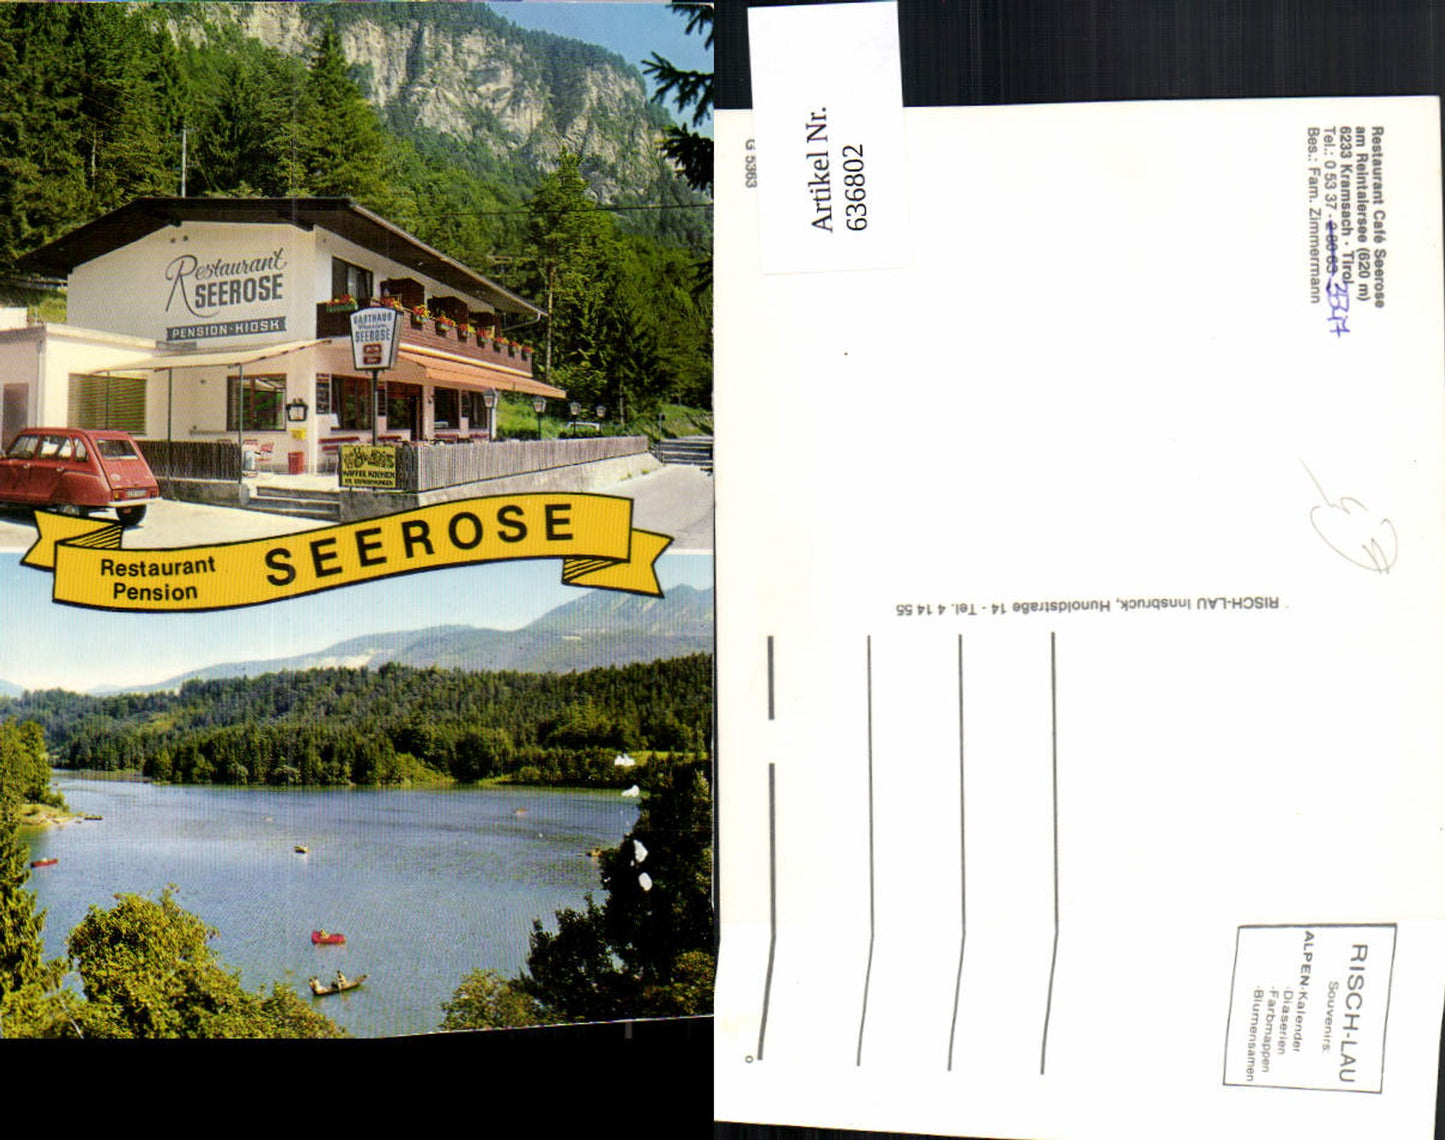 Restaurant
SEEROSE
PENSION · KIOSK
GASTHAUS
Pension
SEEROSE
Restaurant
Pension
SEEROSE
Artikel Nr.
636802
G 5363
Restaurant Café Seerose
am Reintalersee (620 m)
6233 Kramsach · Tirol
Tel.: 0 53 37 -
Bes.: Fam. Zimmermann
RISCH-LAU Innsbruck, Hunoldstraße 14 - Tel. 4 14 55
RISCH-LAU
Souvenirs:
ALPEN-Kalender
-Diaserien
-Farbmappen
-Blumensamen